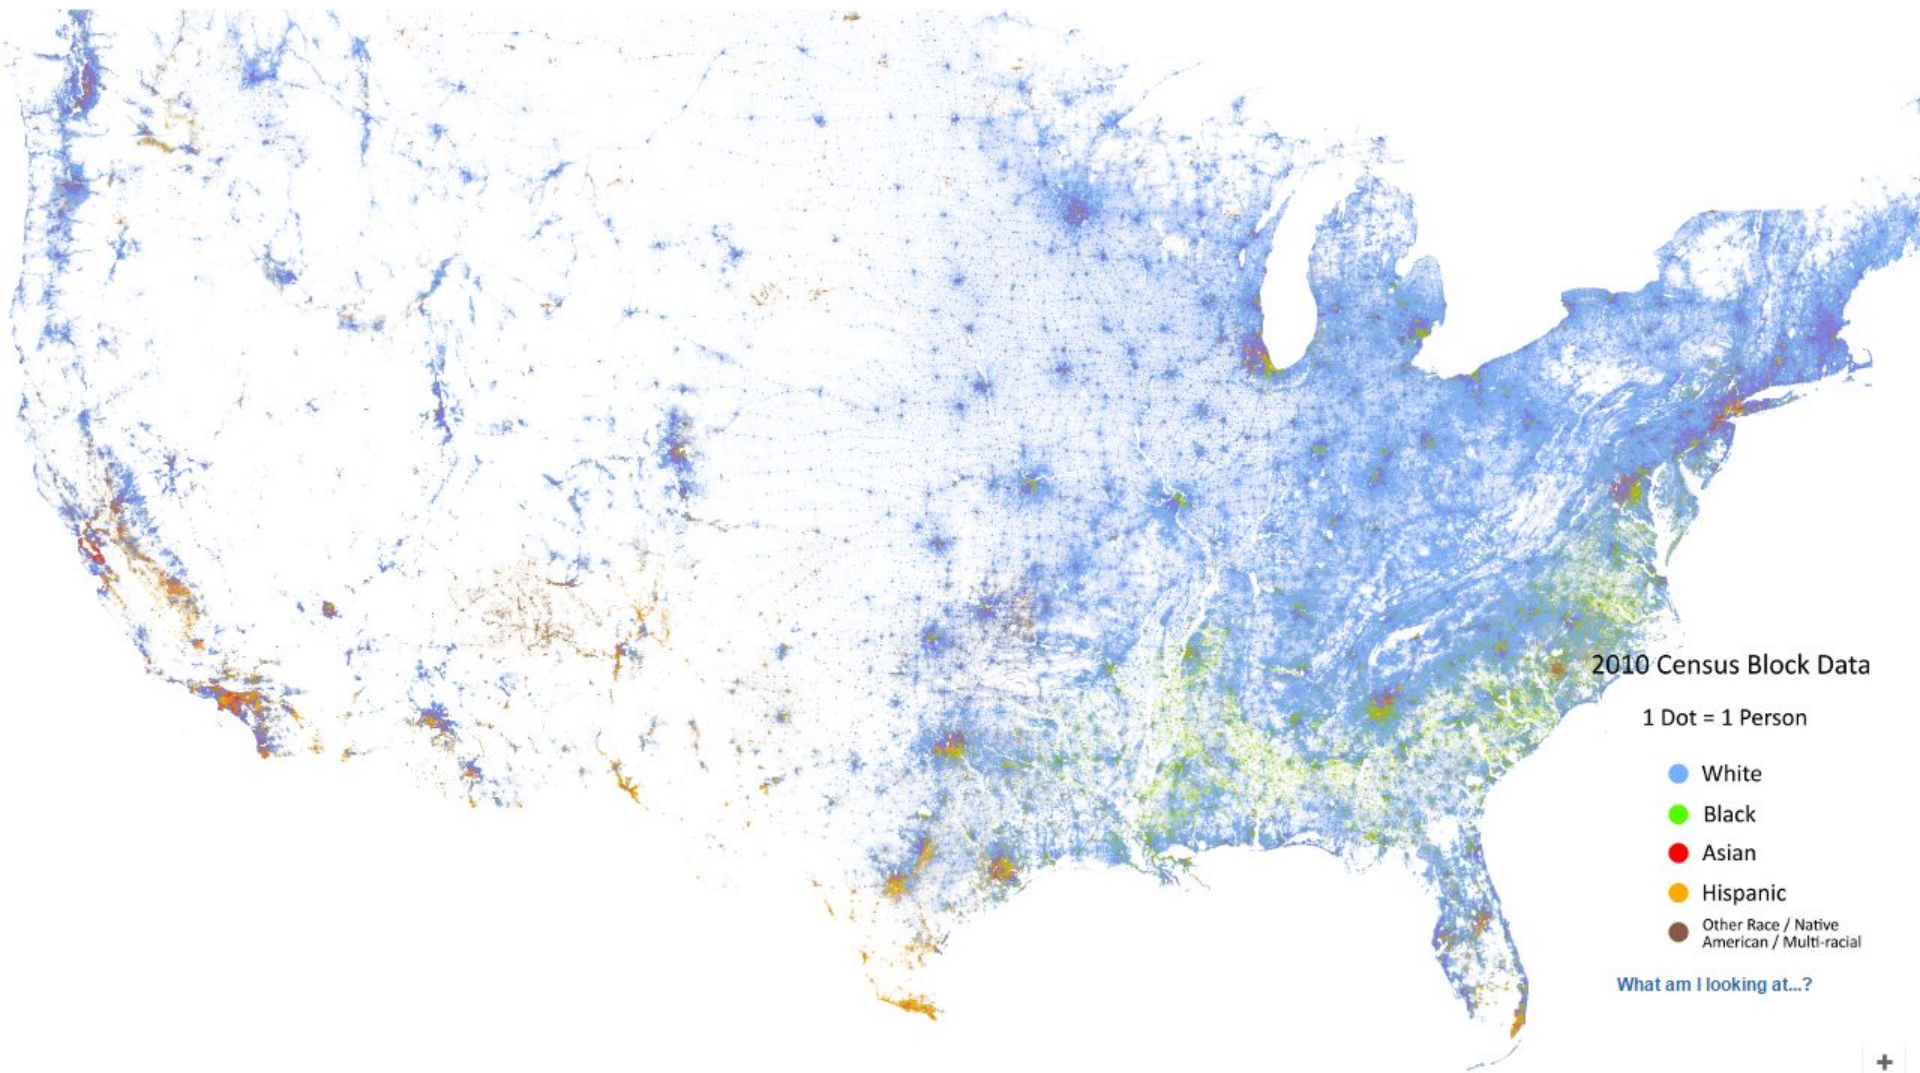 2010 Census Block Data
1 Dot = 1 Person
White
Black
Asian
Hispanic
Other Race / Native
American / Multi-racial
What am I looking at...?
+